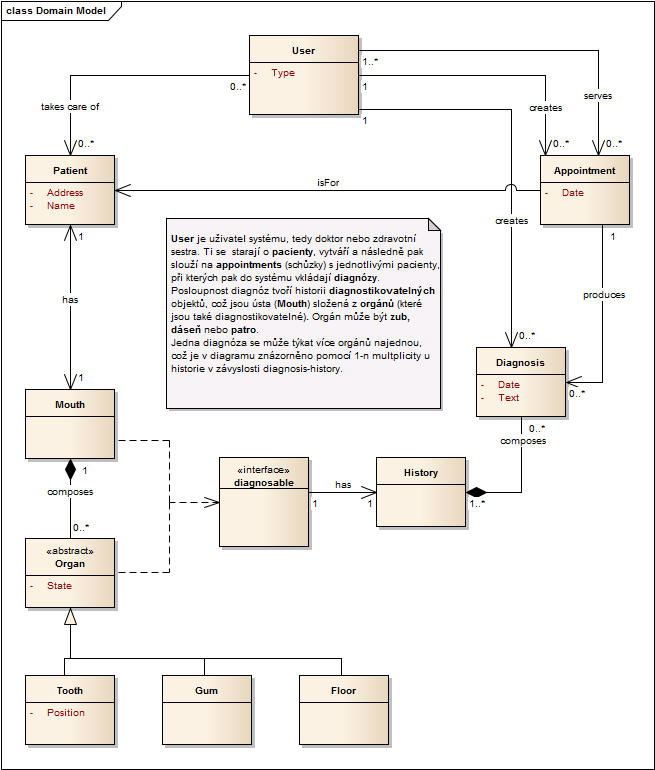 class Domain Model
User
- Type
1..*
0..*
1
1
takes care of
creates
serves
0..*
0..*
0..*
Patient
- Address
- Name
isFor
Appointment
- Date
1
1
creates
User je uživatel systému, tedy doktor nebo zdravotní
sestra. Ti se starají o pacienty, vytváří a následně pak
slouží na appointments (schůzky) s jednotlivými pacienty,
při kterých pak do systému vkládají diagnózy.
Posloupnost diagnóz tvoří historii diagnostikovatelných
objektů, což jsou ústa (Mouth) složená z orgánů (které
jsou také diagnostikovatelné). Orgán může být zub,
dáseň nebo patro.
Jedna diagnóza se může týkat více orgánů najednou,
což je v diagramu znázorněno pomocí 1-n multplicity u
historie v závyslosti diagnosis-history.
has
produces
0..*
Diagnosis
- Date
- Text
0..*
1
Mouth
0..*
composes
1
composes
0..*
«interface»
diagnosable
has
1
1
History
1..*
«abstract»
Organ
- State
Tooth
- Position
Gum
Floor